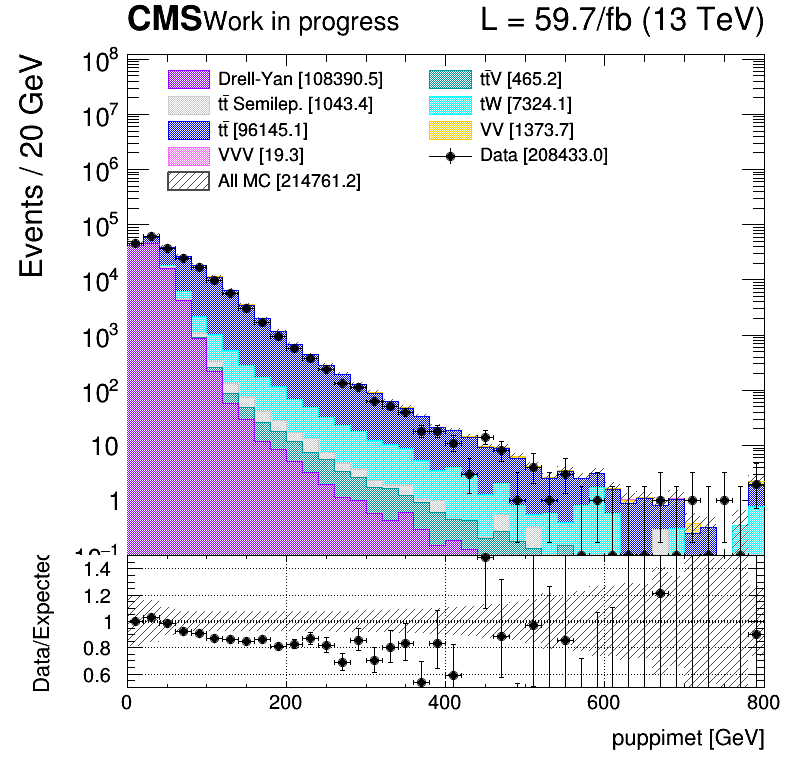 CMS Work in progress L = 59.7/fb (13 TeV)
Events / 20 GeV
Drell-Yan [108390.5]
tt̄V [465.2]
tt̄ Semilep. [1043.4]
tW [7324.1]
tt̄ [96145.1]
VV [1373.7]
VVV [19.3]
Data [208433.0]
All MC [214761.2]
10⁸
10⁷
10⁶
10⁵
10⁴
10³
10²
10
1
10⁻¹
Data/Expected
1.4
1.2
1
0.8
0.6
0 200 400 600 800
puppimet [GeV]